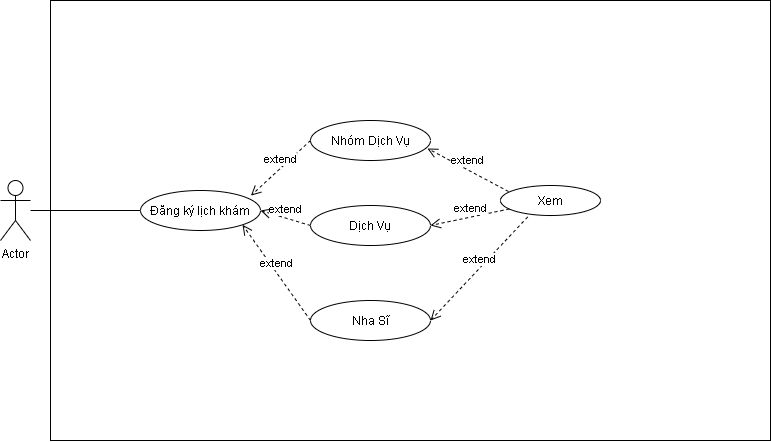 Nhóm Dịch Vụ
extend
extend
Xem
Đăng ký lịch khám
extend
extend
Dịch Vụ
Actor
extend
extend
Nha Sĩ